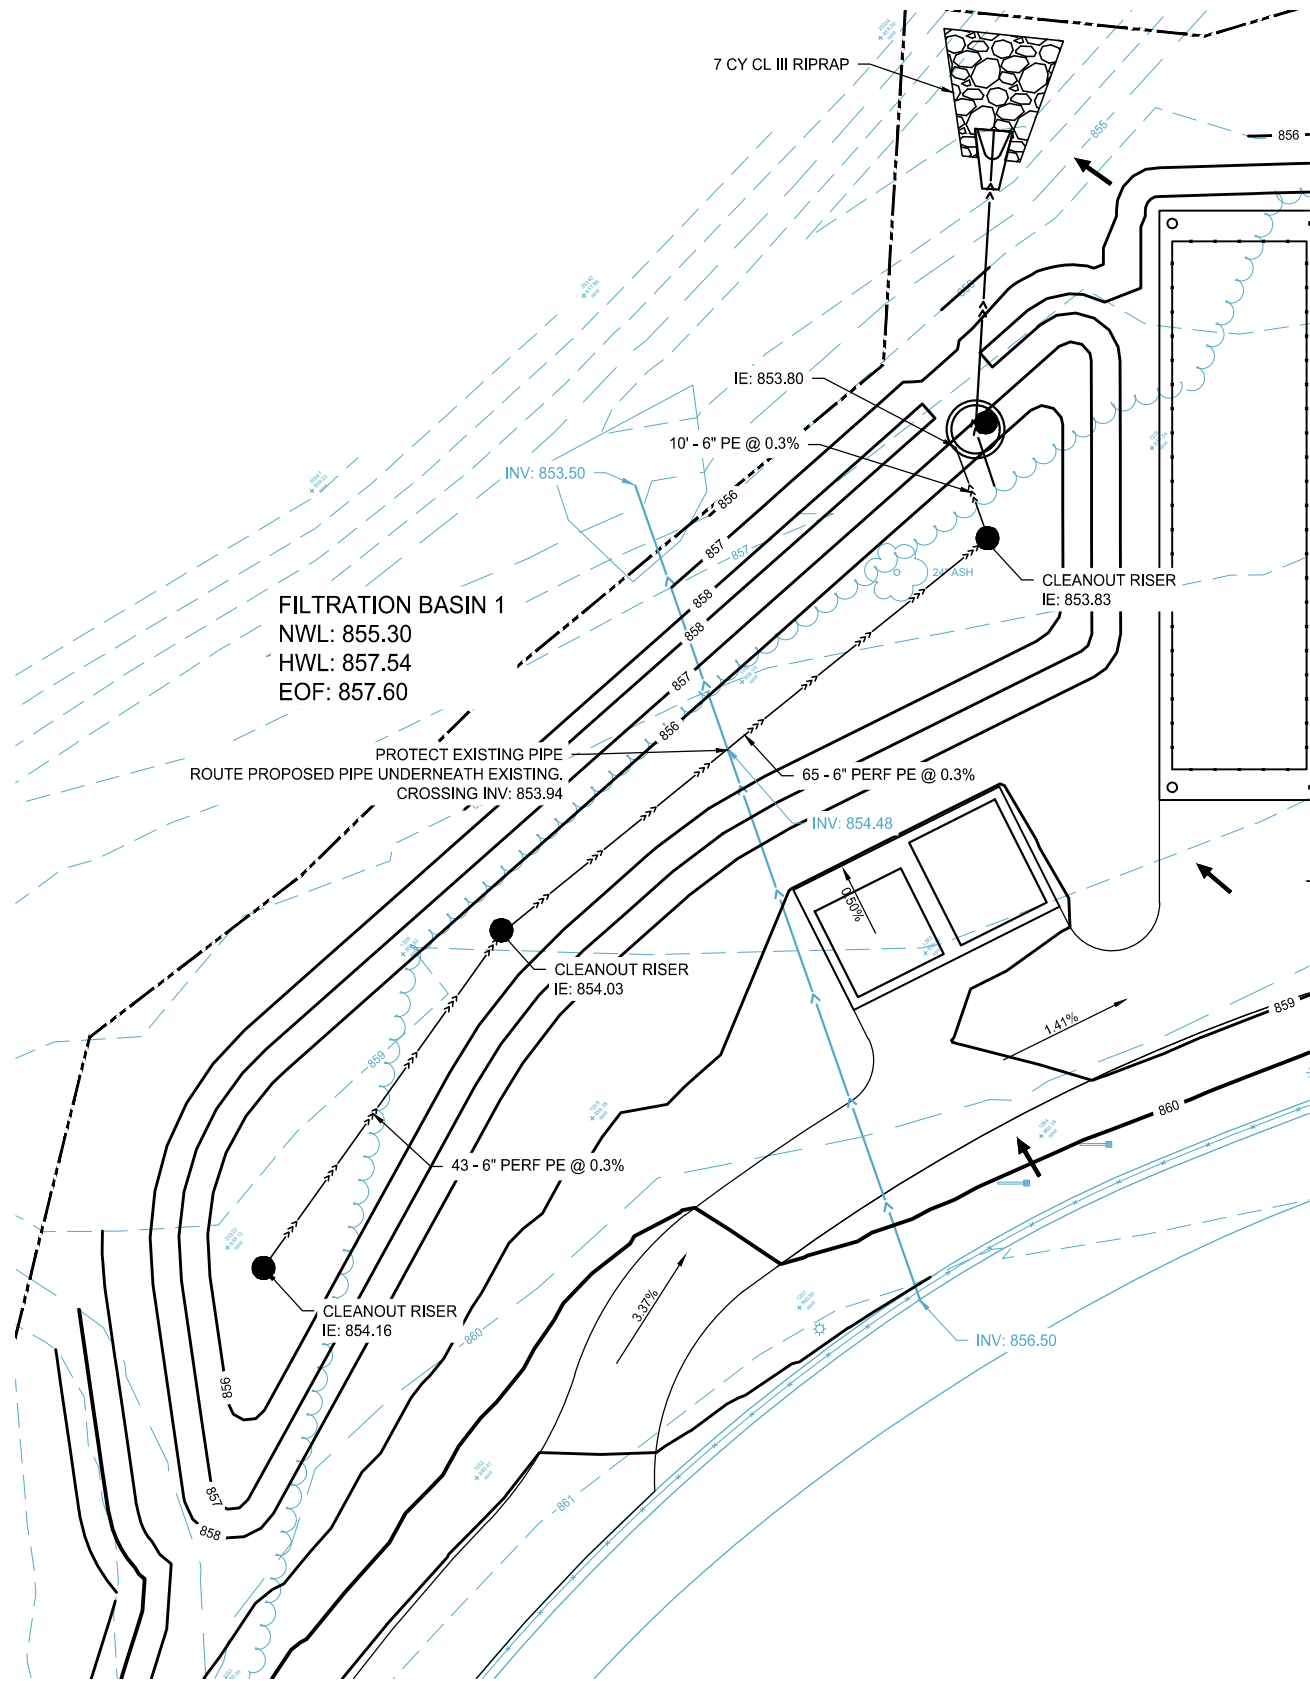 7 CY CL III RIPRAP
855
856
856
IE: 853.80
10' - 6" PE @ 0.3%
INV: 853.50
856
857
857
858
858
857
856
24" ASH
CLEANOUT RISER
IE: 853.83
FILTRATION BASIN 1
NWL: 855.30
HWL: 857.54
EOF: 857.60
PROTECT EXISTING PIPE
ROUTE PROPOSED PIPE UNDERNEATH EXISTING.
CROSSING INV: 853.94
65 - 6" PERF PE @ 0.3%
INV: 854.48
0.50%
CLEANOUT RISER
IE: 854.03
859
1.41%
859
860
43 - 6" PERF PE @ 0.3%
CLEANOUT RISER
IE: 854.16
3.37%
860
INV: 856.50
856
857
858
861